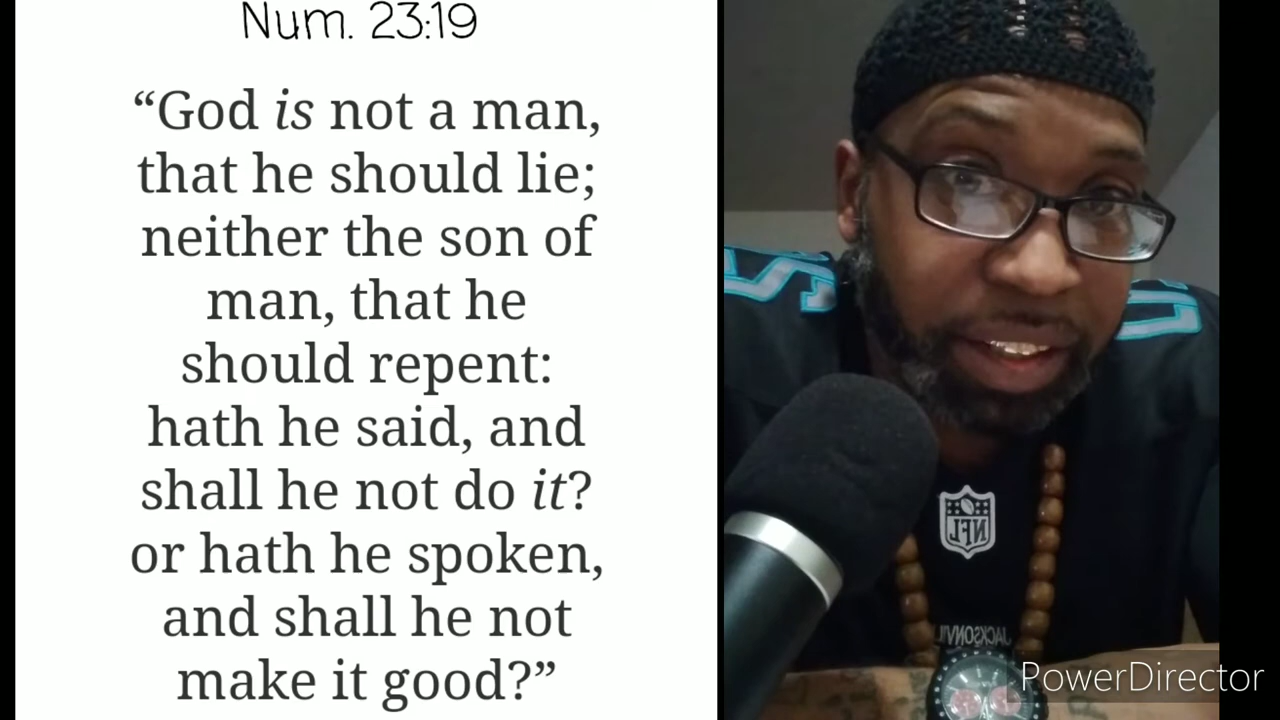 Num. 23:19
“God is not a man,
that he should lie;
neither the son of
man, that he
should repent:
hath he said, and
shall he not do it?
or hath he spoken,
and shall he not
make it good?”
NFL
JACKSONVIL
PowerDirector